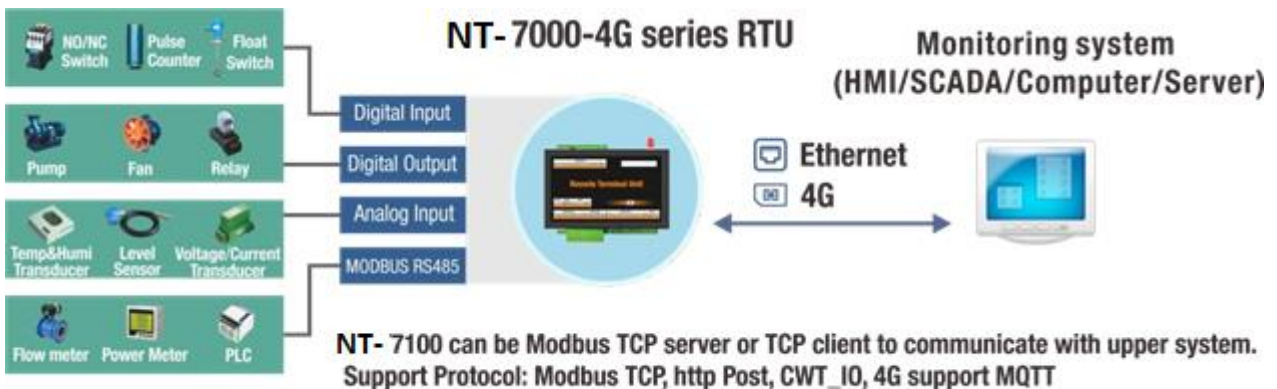 NT- 7000-4G series RTU
Monitoring system
(HMI/SCADA/Computer/Server)
NO/NC
Switch
Pulse
Counter
Float
Switch
Digital Input
Pump
Fan
Relay
Digital Output
Temp&Humi
Transducer
Level
Sensor
Voltage/Current
Transducer
Analog Input
Flow meter
Power Meter
PLC
MODBUS RS485
Remote Terminal Unit
Ethernet
4G
NT- 7100 can be Modbus TCP server or TCP client to communicate with upper system.
Support Protocol: Modbus TCP, http Post, CWT_IO, 4G support MQTT